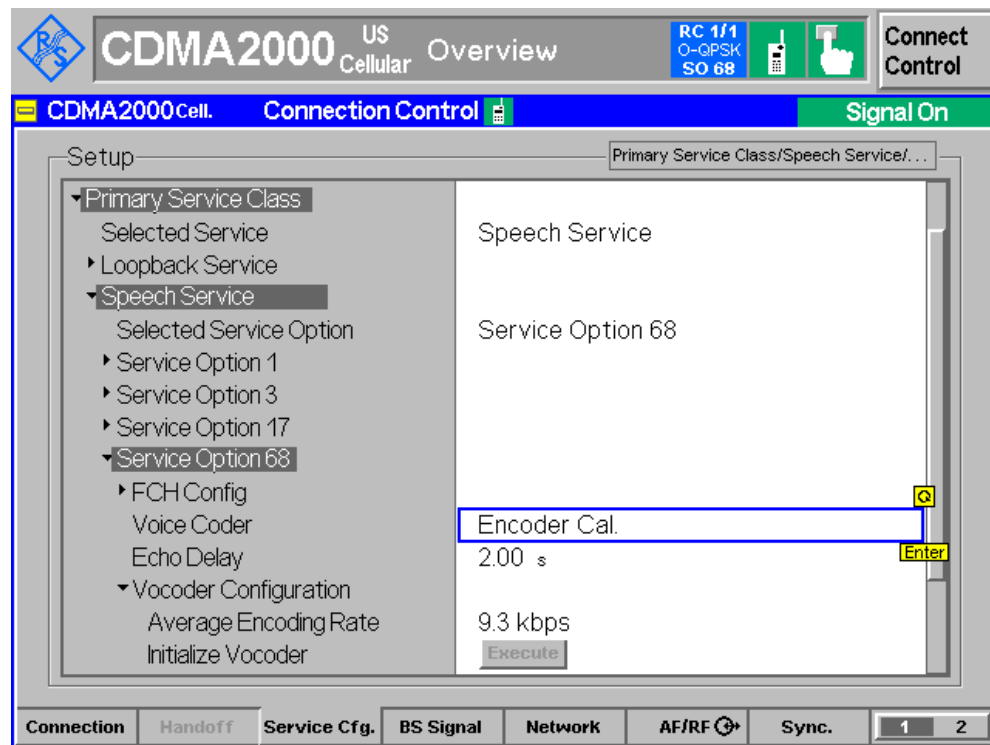 R S
CDMA2000 US Cellular Overview
RC 1/1
O-QPSK
SO 68
Connect
Control
CDMA2000 Cell. Connection Control Signal On
Setup Primary Service Class/Speech Service/...
Primary Service Class
Selected Service Speech Service
Loopback Service
Speech Service
Selected Service Option Service Option 68
Service Option 1
Service Option 3
Service Option 17
Service Option 68
FCH Config
Voice Coder Encoder Cal.
Echo Delay 2.00 s Enter
Vocoder Configuration
Average Encoding Rate 9.3 kbps
Initialize Vocoder Execute
Connection Handoff Service Cfg. BS Signal Network AF/RF Sync. 1 2